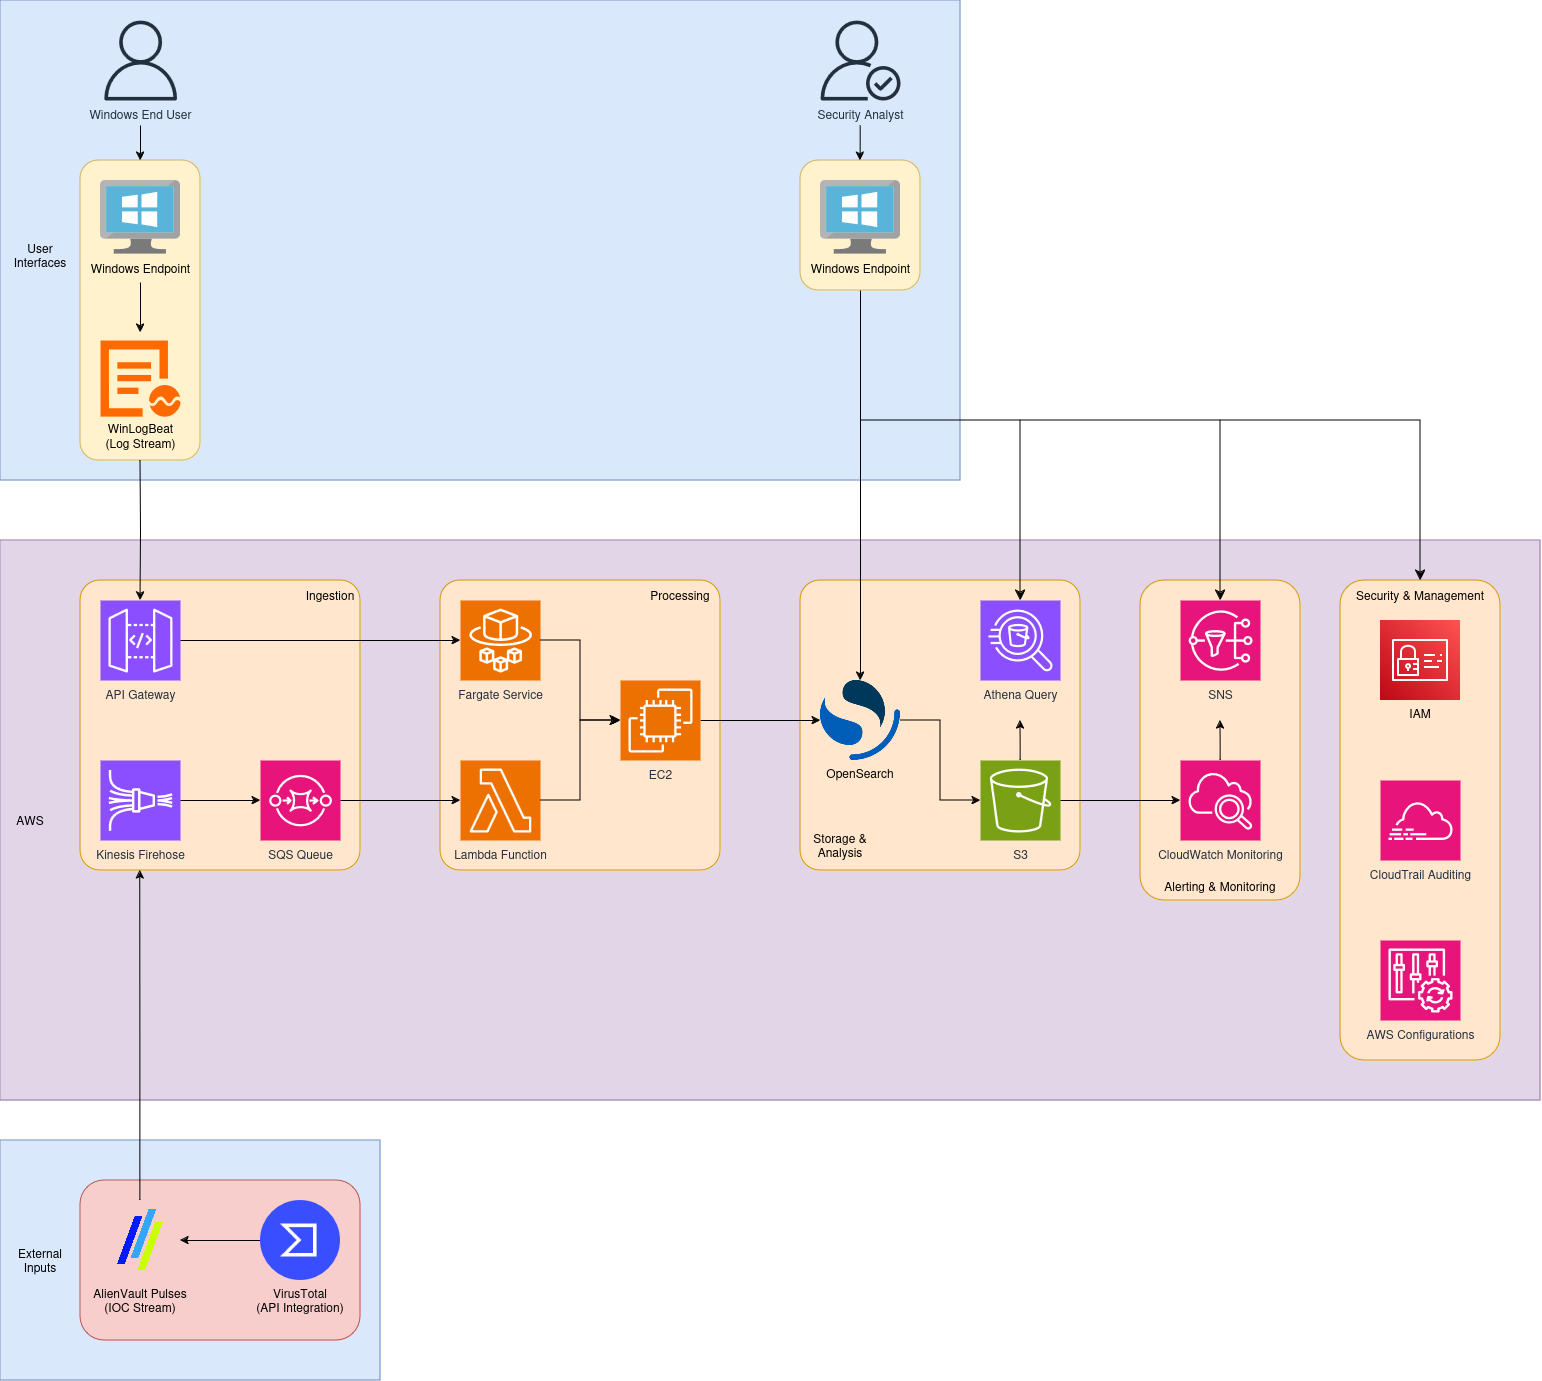 Windows End User
Security Analyst
User
Interfaces
Windows Endpoint
Windows Endpoint
WinLogBeat
(Log Stream)
AWS
Ingestion
API Gateway
Kinesis Firehose
SQS Queue
Processing
Fargate Service
Lambda Function
EC2
OpenSearch
Athena Query
Storage &
Analysis
S3
SNS
CloudWatch Monitoring
Alerting & Monitoring
Security & Management
IAM
CloudTrail Auditing
AWS Configurations
External
Inputs
AlienVault Pulses
(IOC Stream)
VirusTotal
(API Integration)